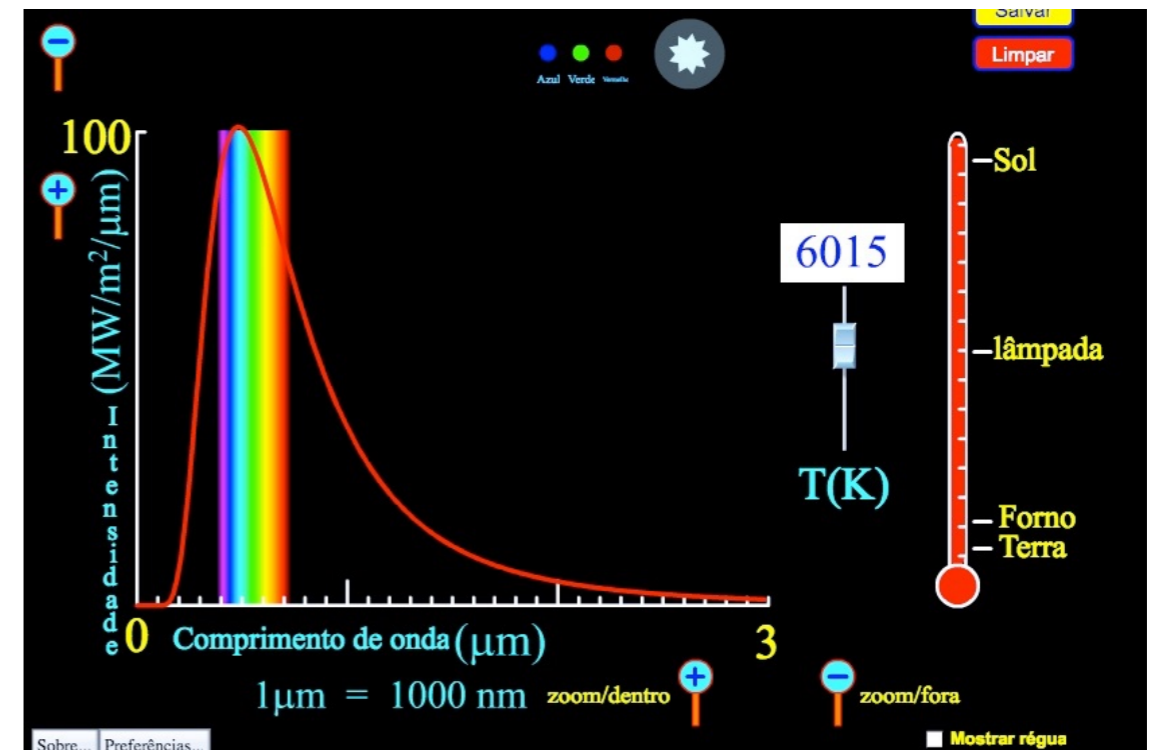 Salvar
Limpar
Azul Verde Vermelho
100
Intensidade (MW/m²/μm)
6015
T(K)
Sol
lâmpada
Forno
Terra
0
Comprimento de onda (μm)
3
1μm = 1000 nm
zoom/dentro
zoom/fora
Sobre... Preferências...
Mostrar régua